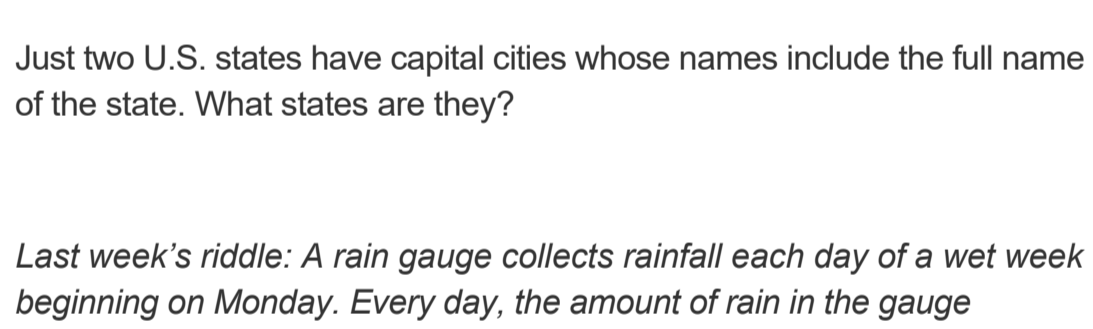 Just two U.S. states have capital cities whose names include the full name
of the state. What states are they?
Last week’s riddle: A rain gauge collects rainfall each day of a wet week
beginning on Monday. Every day, the amount of rain in the gauge